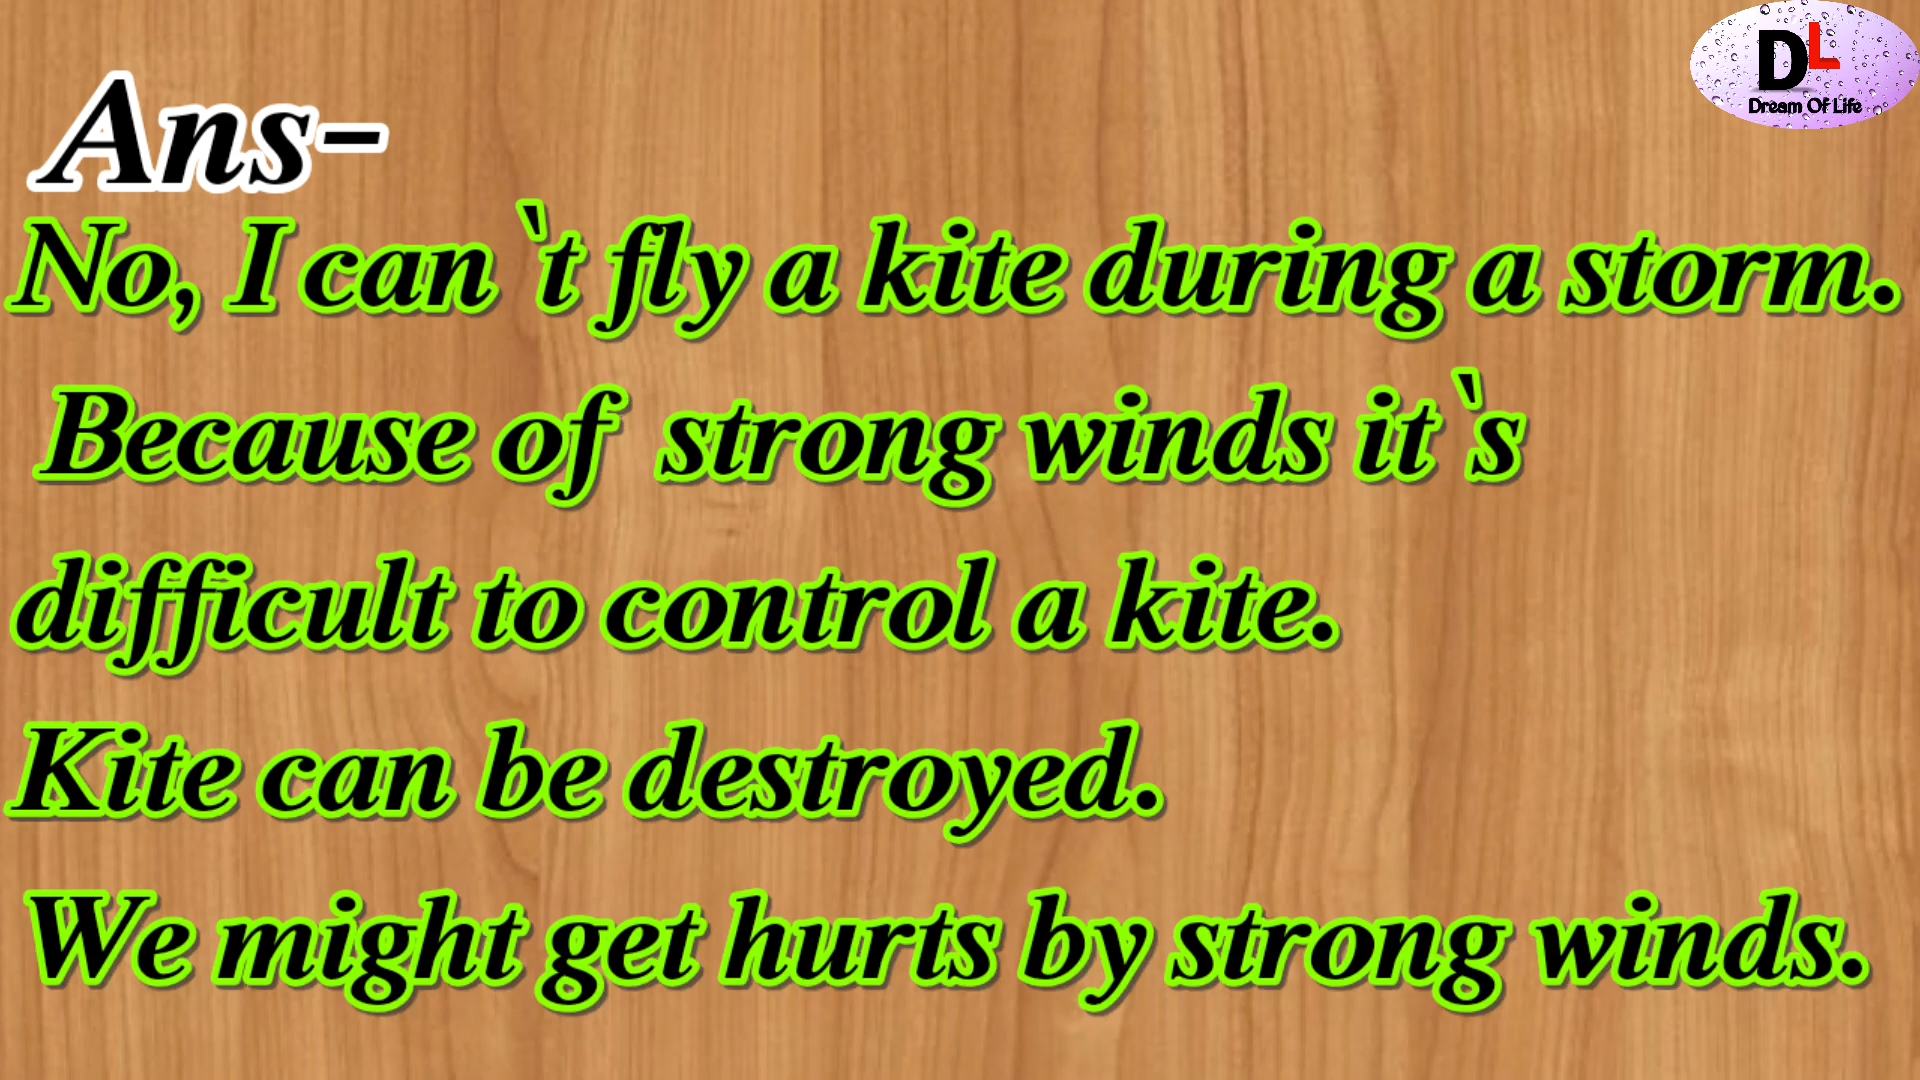 DL
Dream Of Life
Ans-
No, I can`t fly a kite during a storm.
Because of strong winds it`s
difficult to control a kite.
Kite can be destroyed.
We might get hurts by strong winds.